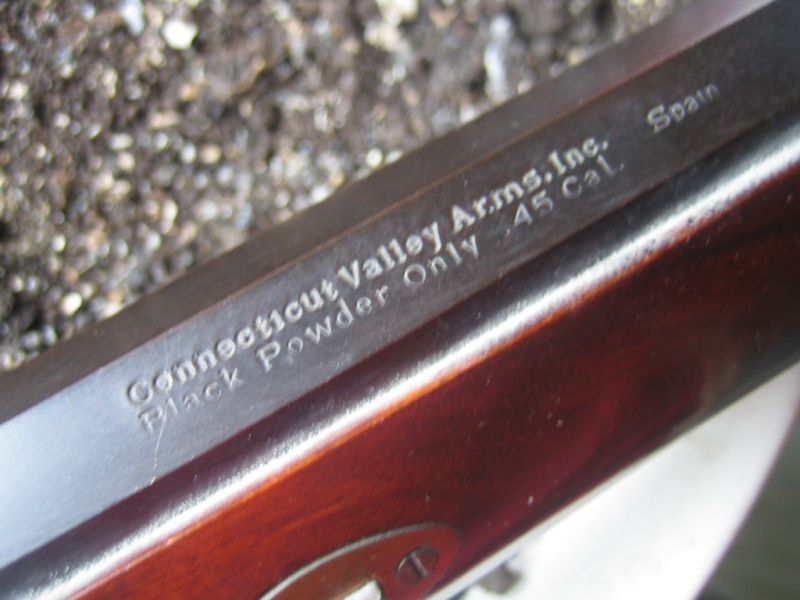 Connecticut Valley Arms, Inc.
Black Powder Only .45 Cal.
Spain